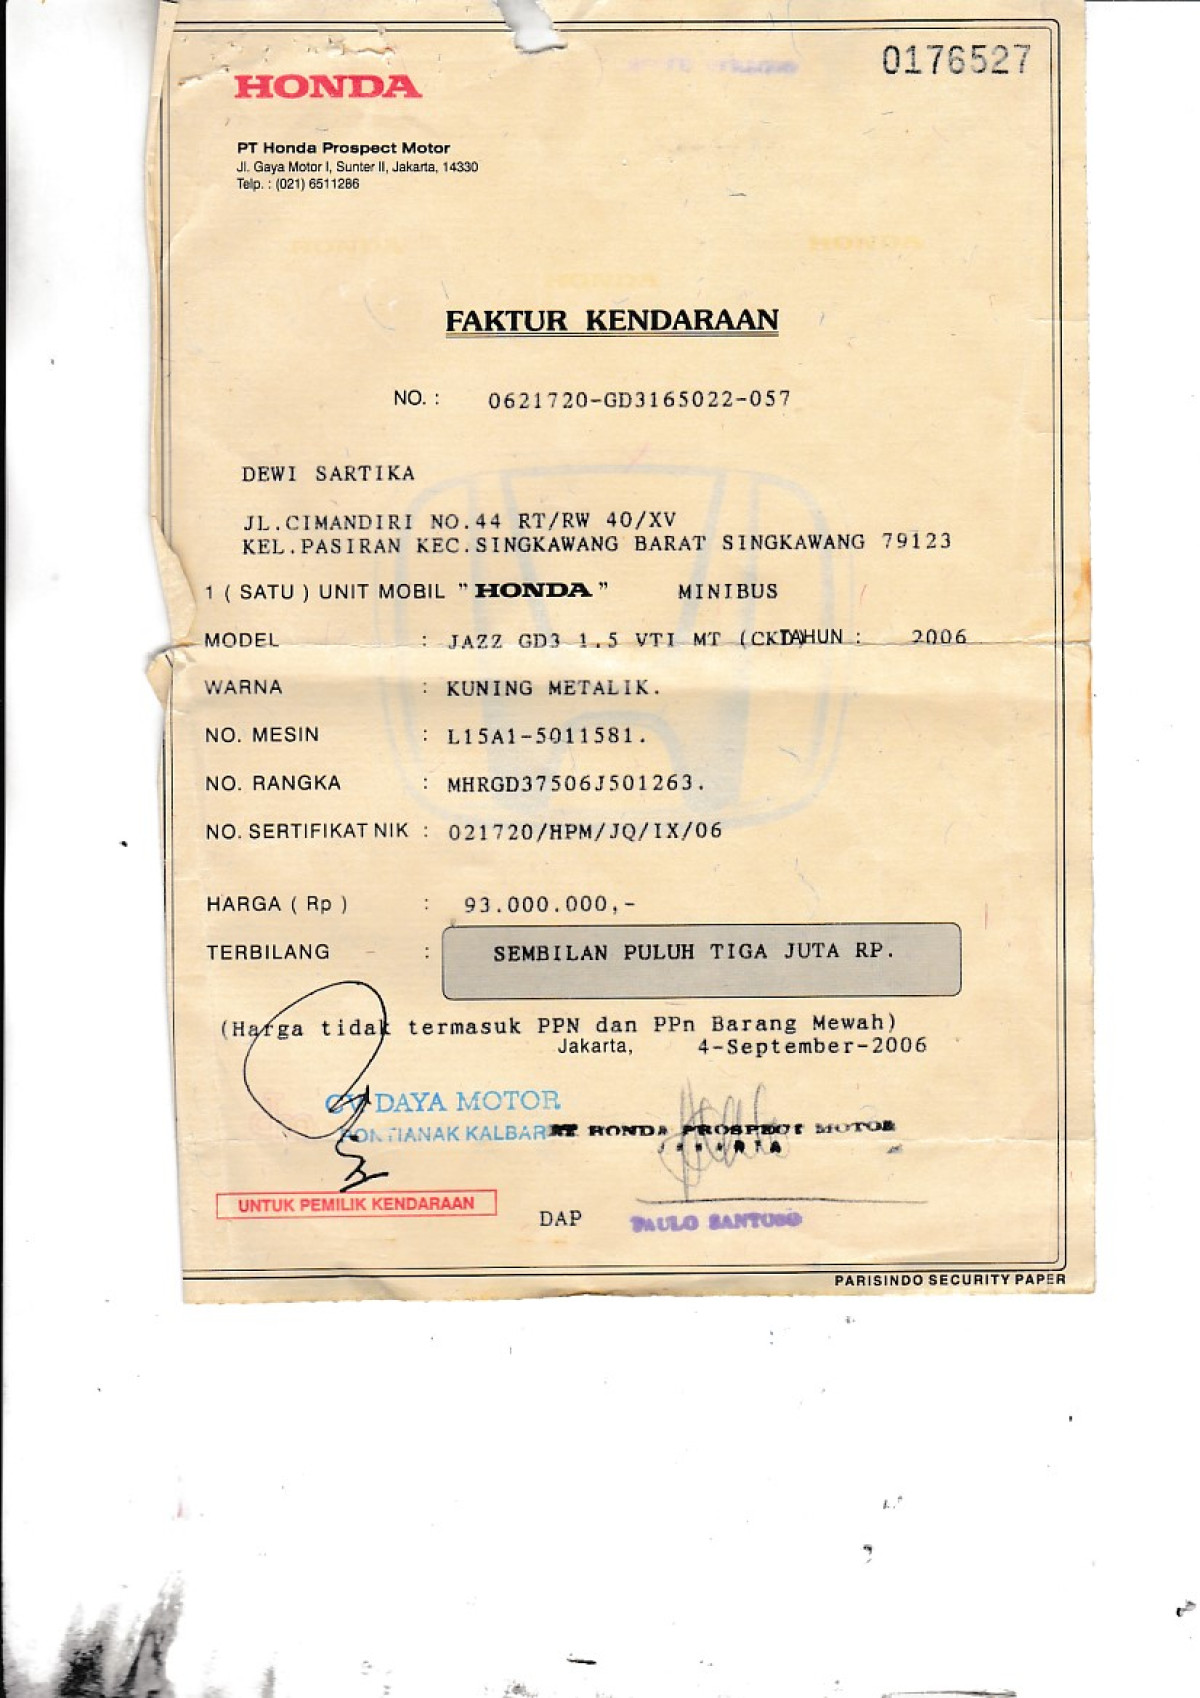 0176527
HONDA
PT Honda Prospect Motor
Jl. Gaya Motor I, Sunter II, Jakarta, 14330
Telp. : (021) 6511286
HONDA HONDA
HONDA
FAKTUR KENDARAAN
NO. : 0621720-GD3165022-057
DEWI SARTIKA
JL.CIMANDIRI NO.44 RT/RW 40/XV
KEL.PASIRAN KEC.SINGKAWANG BARAT SINGKAWANG 79123
1 ( SATU ) UNIT MOBIL " HONDA " MINIBUS
MODEL : JAZZ GD3 1.5 VTI MT (CKD) TAHUN : 2006
WARNA : KUNING METALIK.
NO. MESIN : L15A1-5011581.
NO. RANGKA : MHRGD37506J501263.
NO. SERTIFIKAT NIK : 021720/HPM/JQ/IX/06
HARGA ( Rp ) : 93.000.000,-
TERBILANG : SEMBILAN PULUH TIGA JUTA RP.
(Harga tidak termasuk PPN dan PPn Barang Mewah)
Jakarta, 4-September-2006
CV DAYA MOTOR
PONTIANAK KALBAR
PT HONDA PROSPECT MOTOR
JAKARTA
UNTUK PEMILIK KENDARAAN
DAP PAULO SANTOSO
PARISINDO SECURITY PAPER